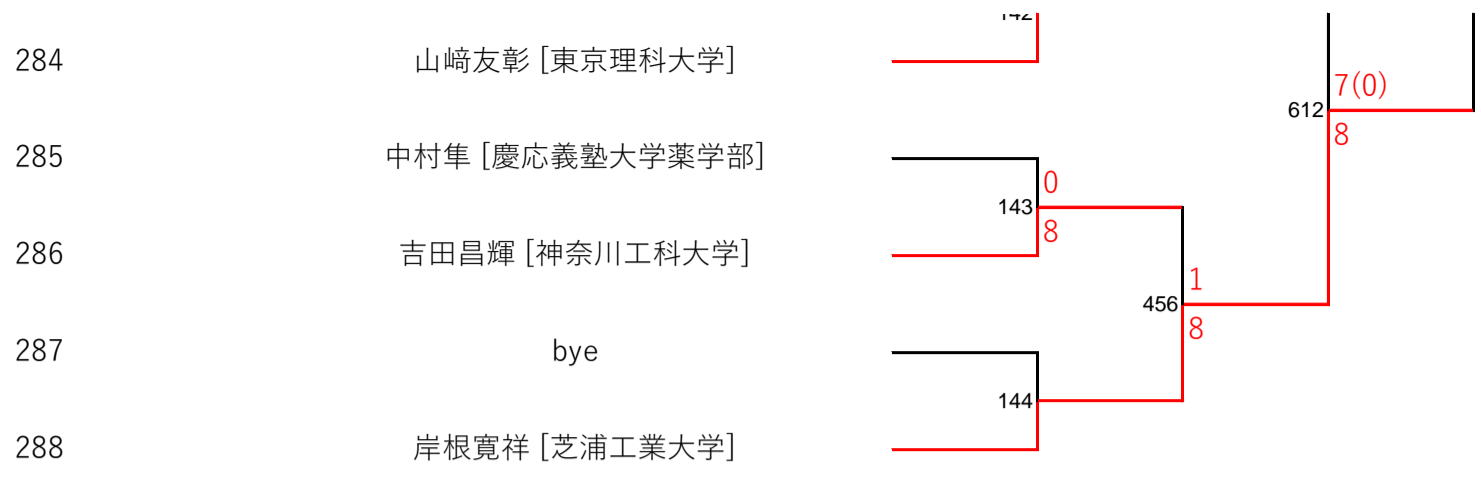 142
284 山﨑友彰 [東京理科大学]
7(0)
612
8
285 中村隼 [慶応義塾大学薬学部]
0
143
8
286 吉田昌輝 [神奈川工科大学]
1
456
8
287 bye
144
288 岸根寛祥 [芝浦工業大学]